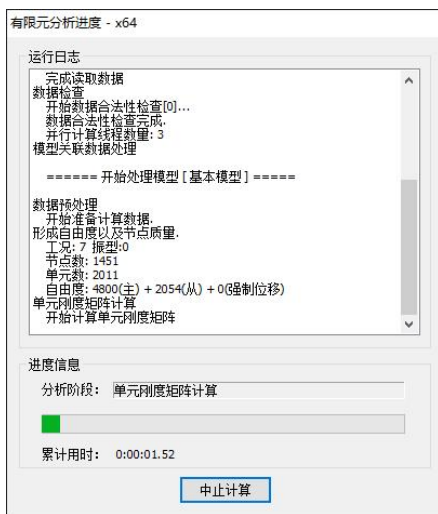 有限元分析进度 - x64
运行日志
完成读取数据
数据检查
开始数据合法性检查[0]...
数据合法性检查完成.
并行计算线程数量: 3
模型关联数据处理
====== 开始处理模型 [ 基本模型 ] =====
数据预处理
开始准备计算数据.
形成自由度以及节点质量.
工况: 7 振型:0
节点数: 1451
单元数: 2011
自由度: 4800(主) + 2054(从) + 0(强制位移)
单元刚度矩阵计算
开始计算单元刚度矩阵
进度信息
分析阶段: 单元刚度矩阵计算
累计用时: 0:00:01.52
中止计算